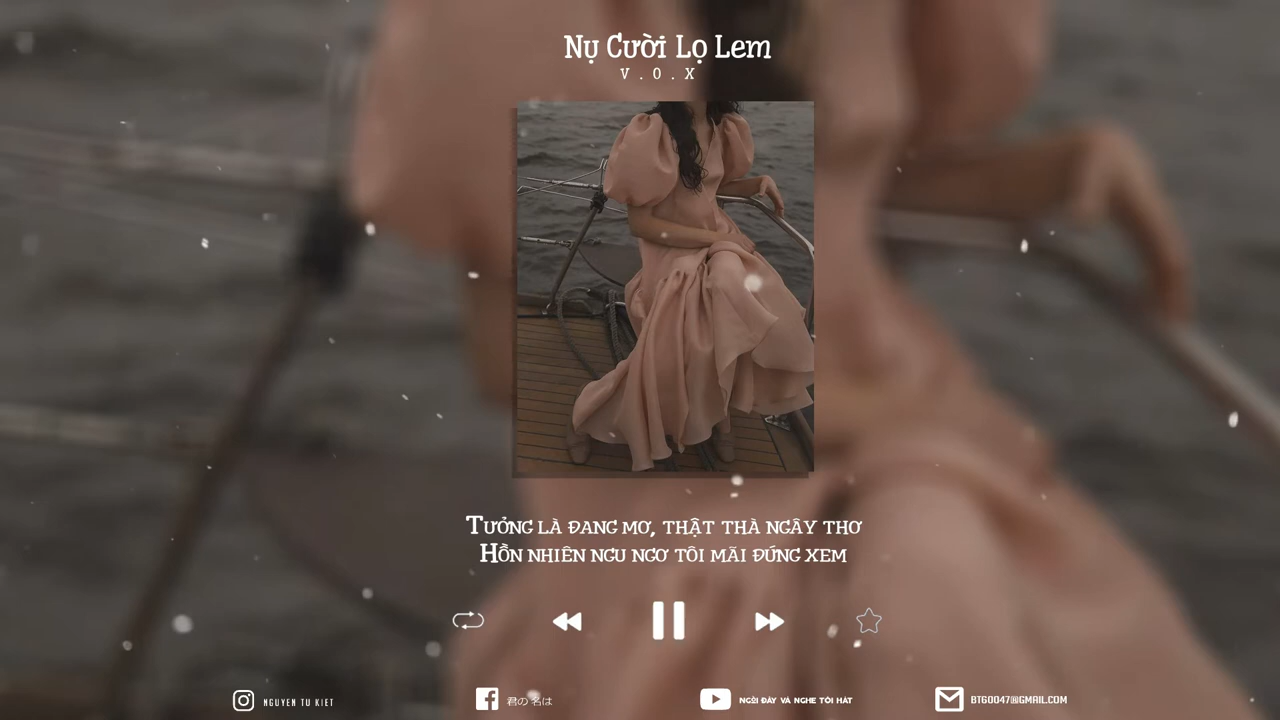 Nụ Cười Lọ Lem
V.O.X
Tưởng là đang mơ, thật thà ngây thơ
Hồn nhiên ngu ngơ tôi mãi đứng xem
NGUYEN TU KIET
君の名は
NGỒI ĐÂY VÀ NGHE TÔI HÁT
BTG0047@GMAIL.COM